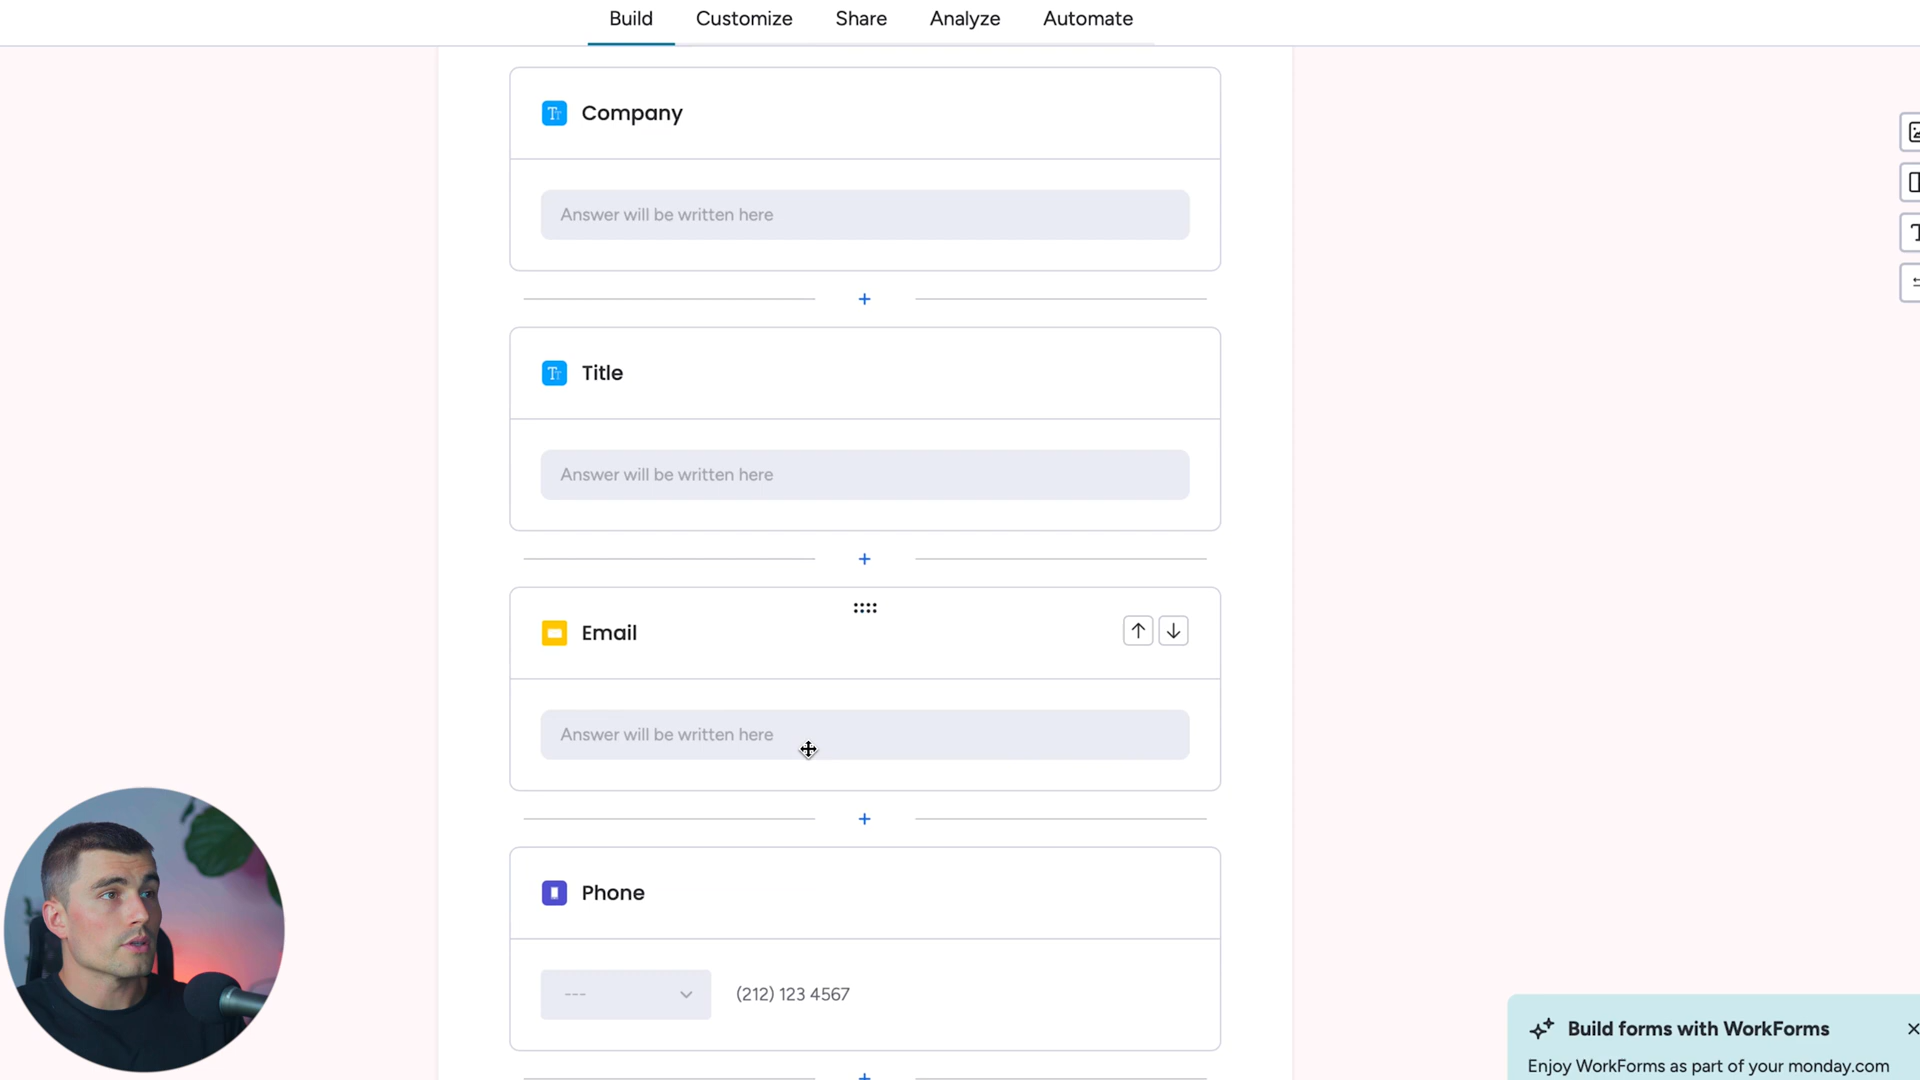 Build Customize Share Analyze Automate
Company
Answer will be written here
Title
Answer will be written here
Email
Answer will be written here
Phone
--- (212) 123 4567
Build forms with WorkForms
Enjoy WorkForms as part of your monday.com